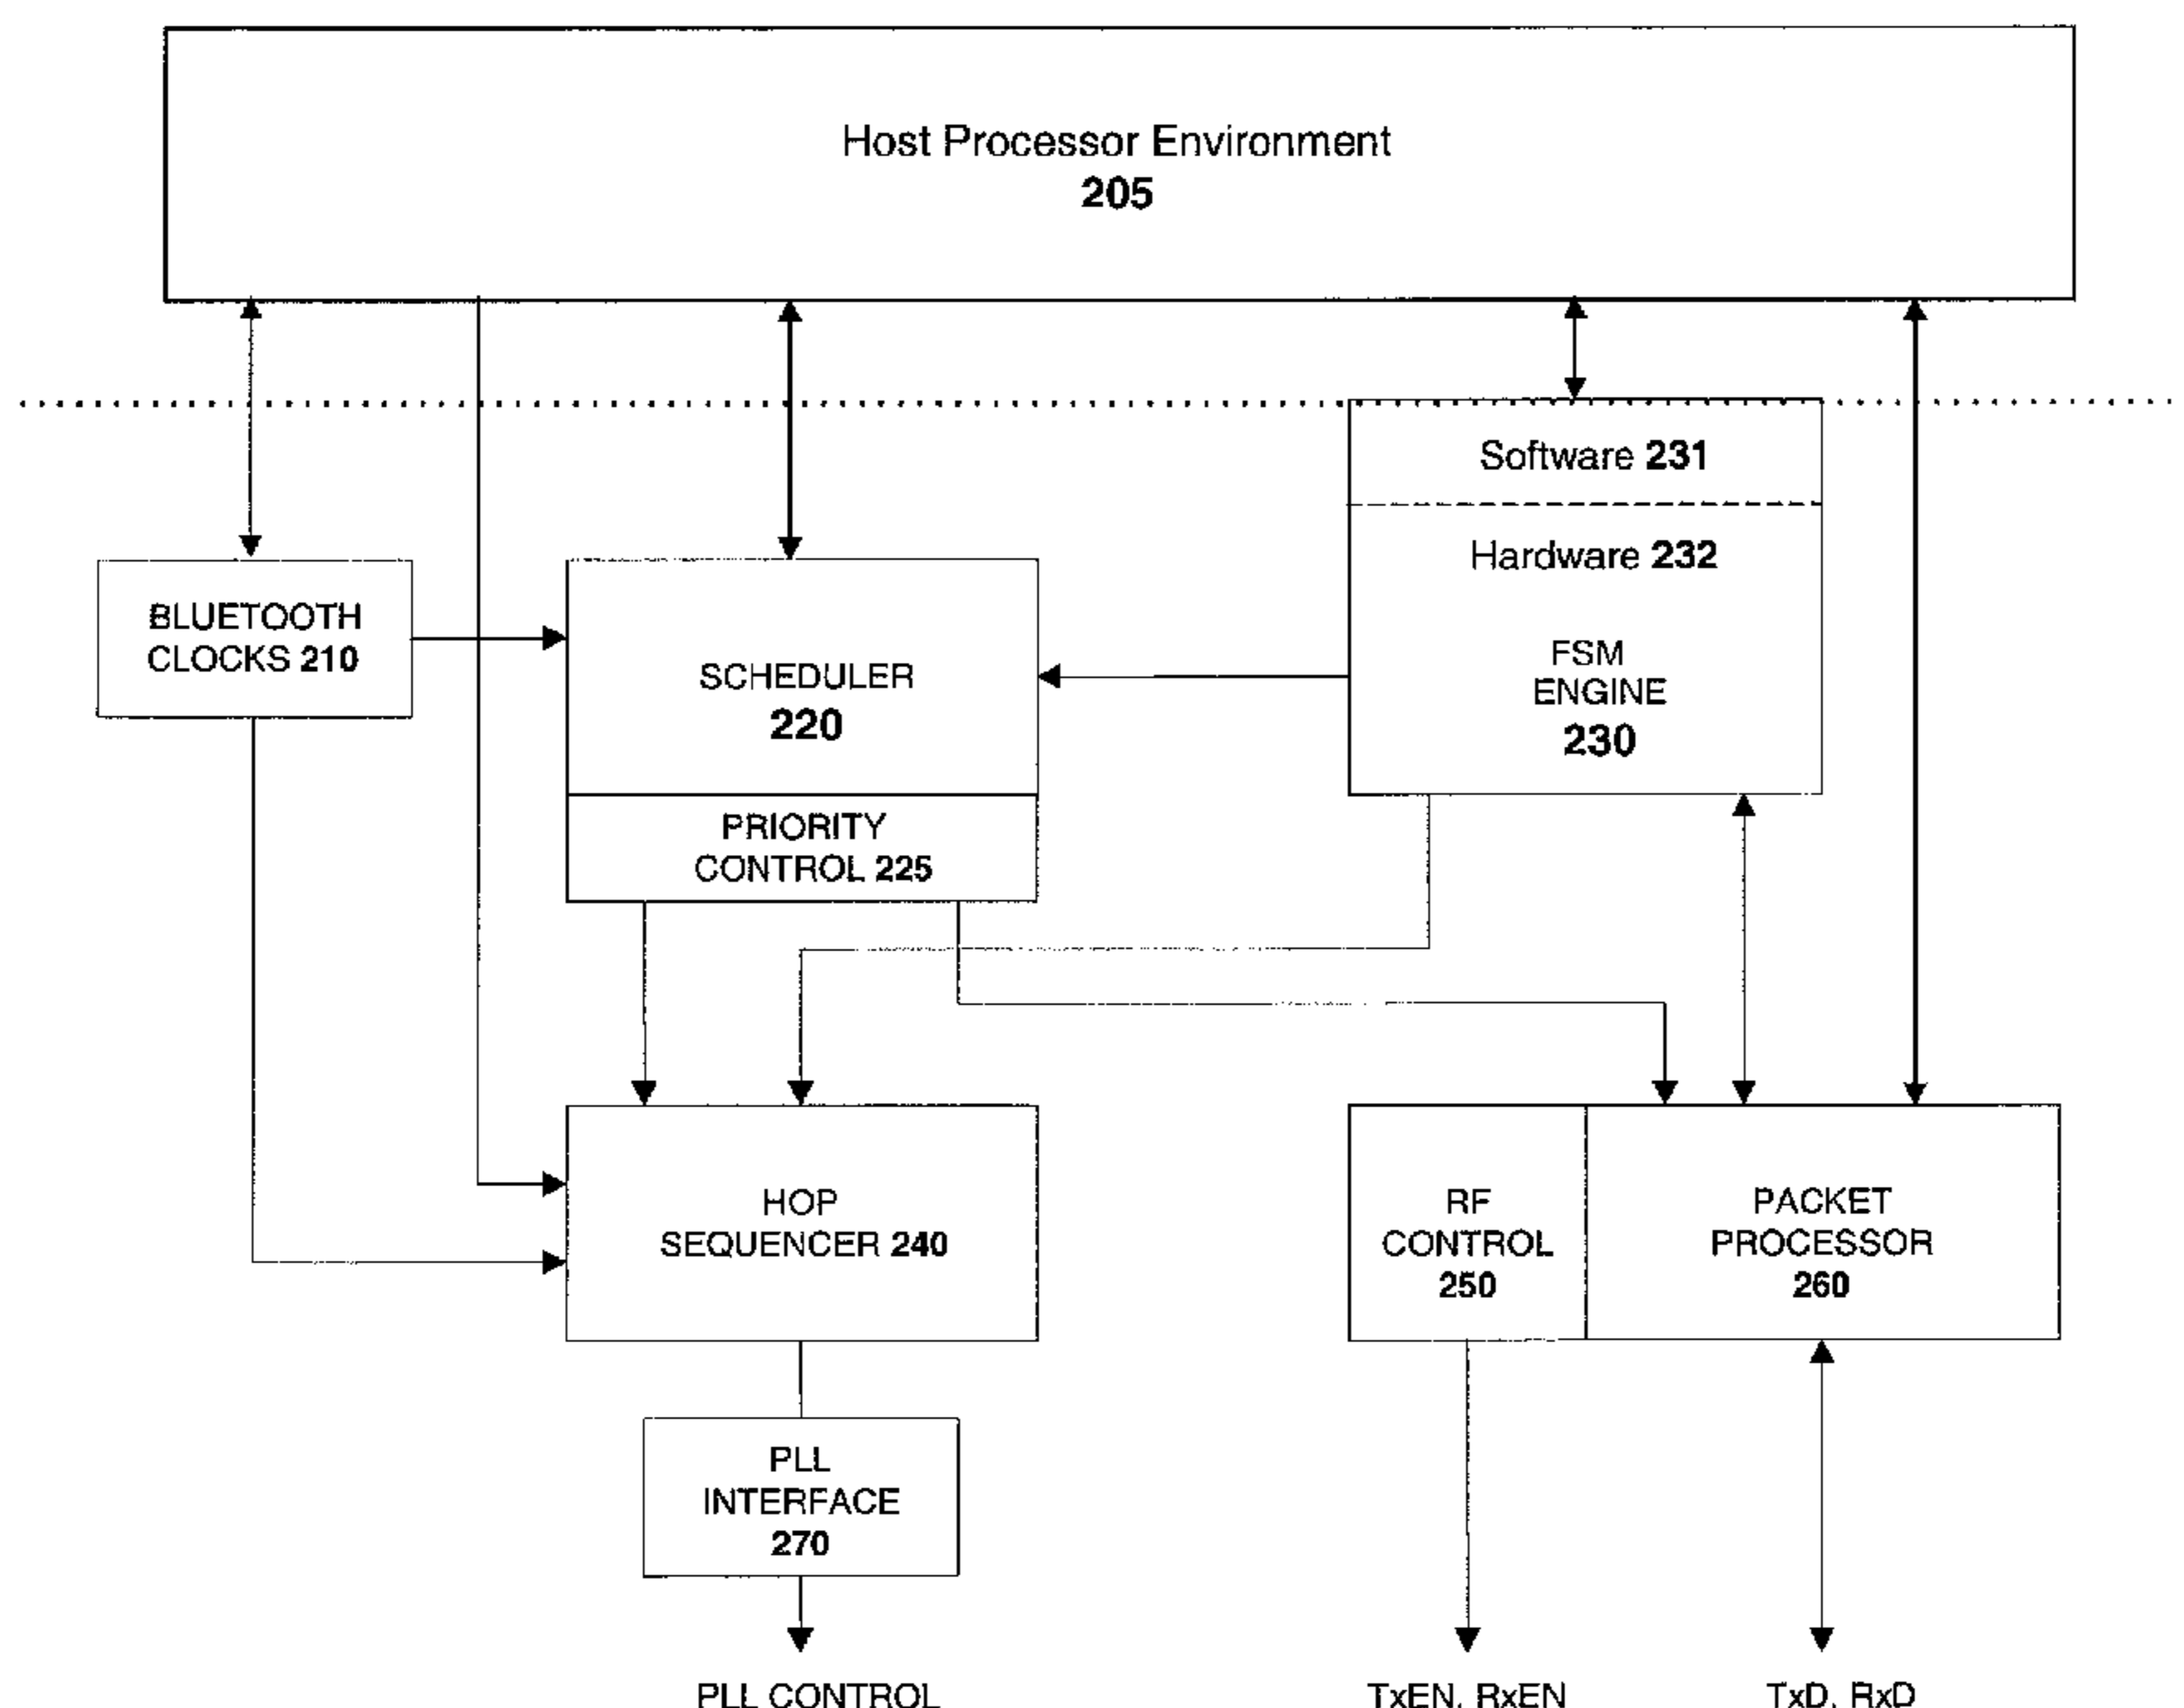 Host Processor Environment
205
Software 231
Hardware 232
FSM
ENGINE
230
BLUETOOTH
CLOCKS 210
SCHEDULER
220
PRIORITY
CONTROL 225
HOP
SEQUENCER 240
RF
CONTROL
250
PACKET
PROCESSOR
260
PLL
INTERFACE
270
PLL CONTROL
TxEN, RxEN
TxD, RxD